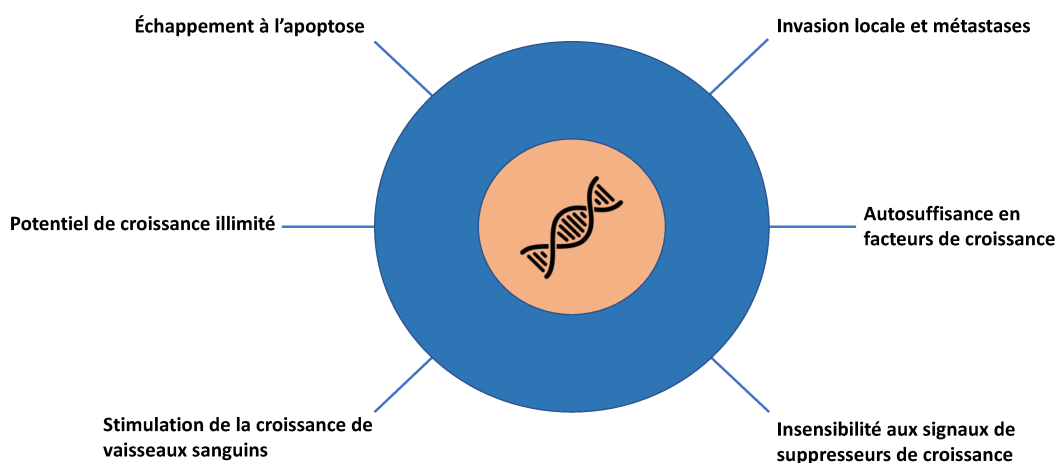 Échappement à l'apoptose
Invasion locale et métastases
Potentiel de croissance illimité
Autosuffisance en
facteurs de croissance
Stimulation de la croissance de
vaisseaux sanguins
Insensibilité aux signaux de
suppresseurs de croissance